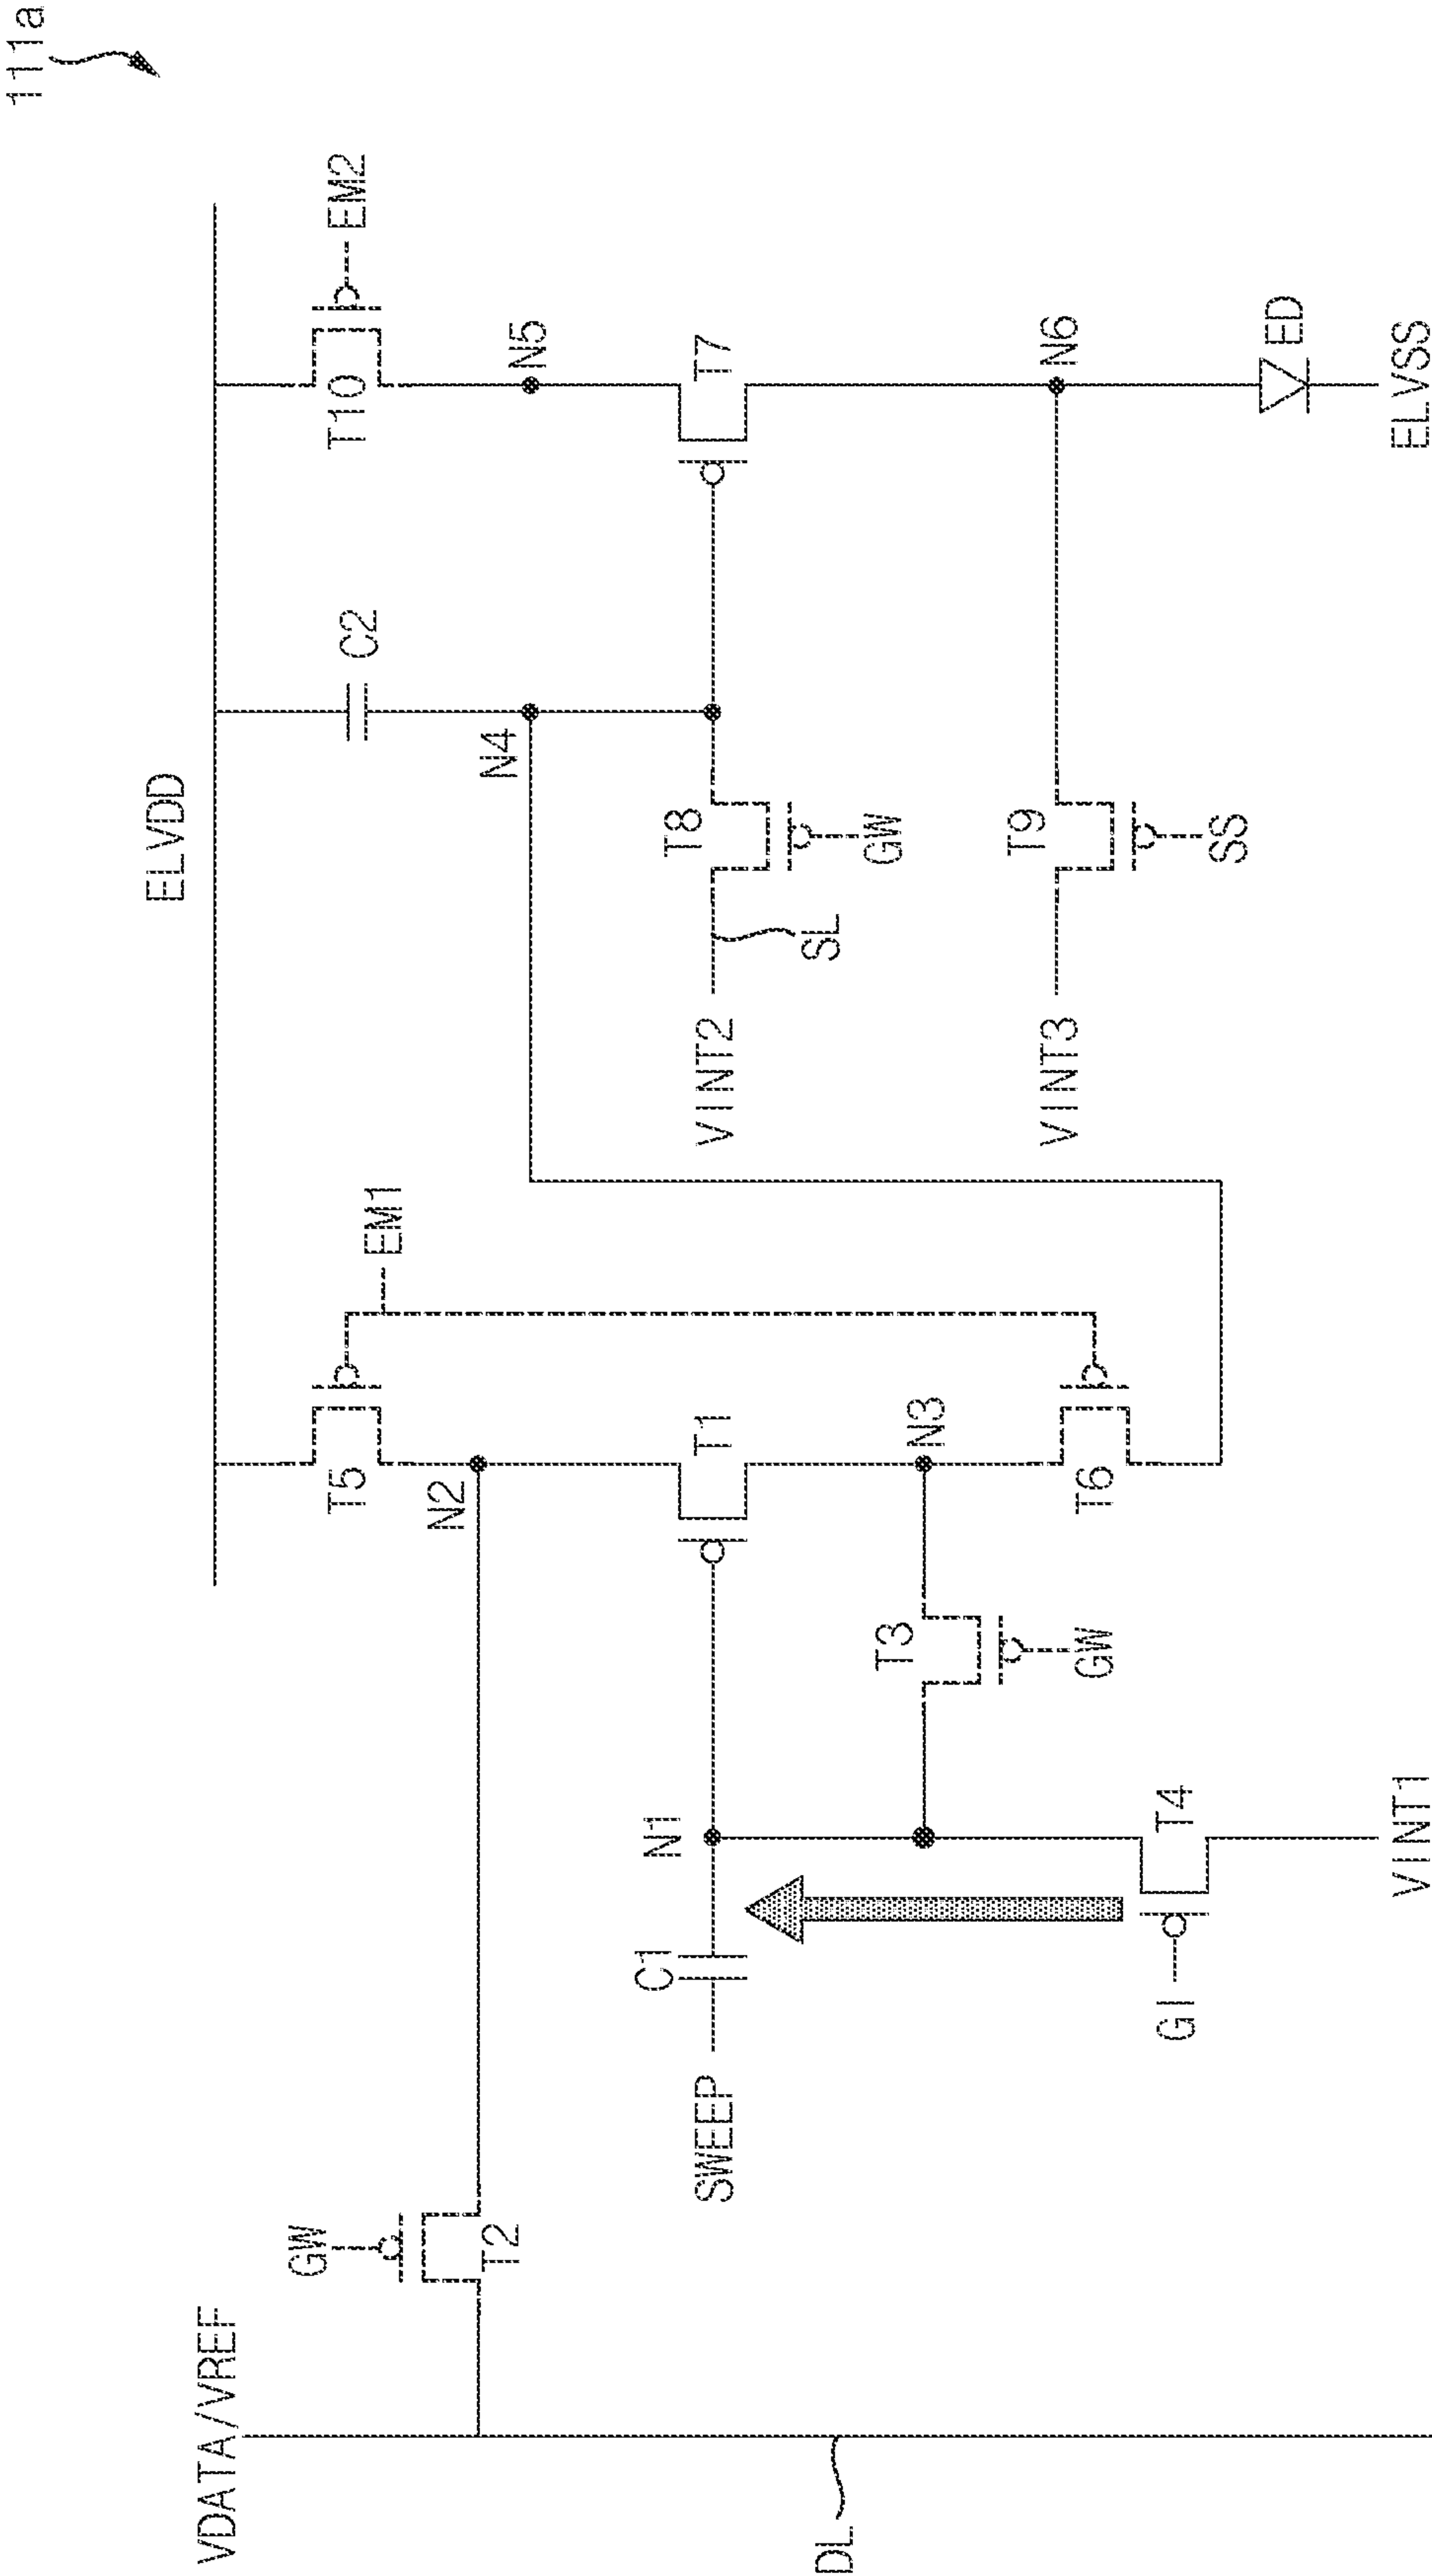 111a
ELVDD
VDATA/VREF
GW
T2
DL
T5
EM1
N2
C2
T10
EM2
N4
N5
SWEEP
C1
N1
T1
VINT2
SL
T8
GW
T7
T3
GW
N3
VINT3
T9
SS
N6
GI
T4
T6
ED
VINT1
ELVSS